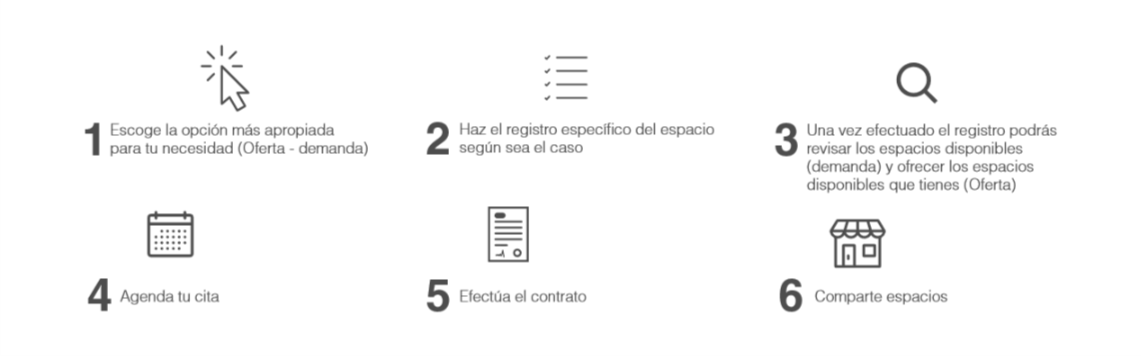 1 Escoge la opción más apropiada
para tu necesidad (Oferta - demanda)
2 Haz el registro específico del espacio
según sea el caso
3 Una vez efectuado el registro podrás
revisar los espacios disponibles
(demanda) y ofrecer los espacios
disponibles que tienes (Oferta)
4 Agenda tu cita
5 Efectúa el contrato
6 Comparte espacios